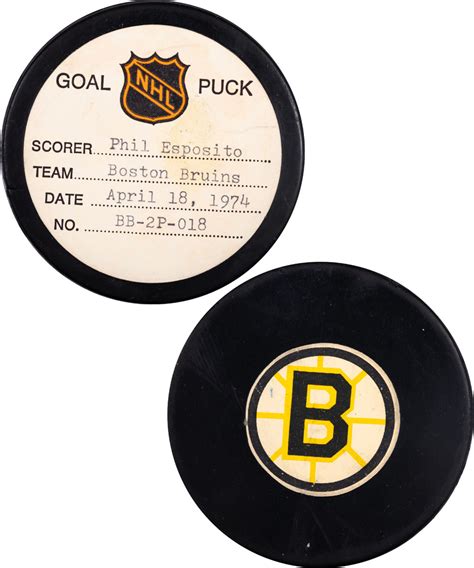 GOAL NHL PUCK
SCORER Phil Esposito
TEAM Boston Bruins
DATE April 18, 1974
NO. BB-2P-018
B